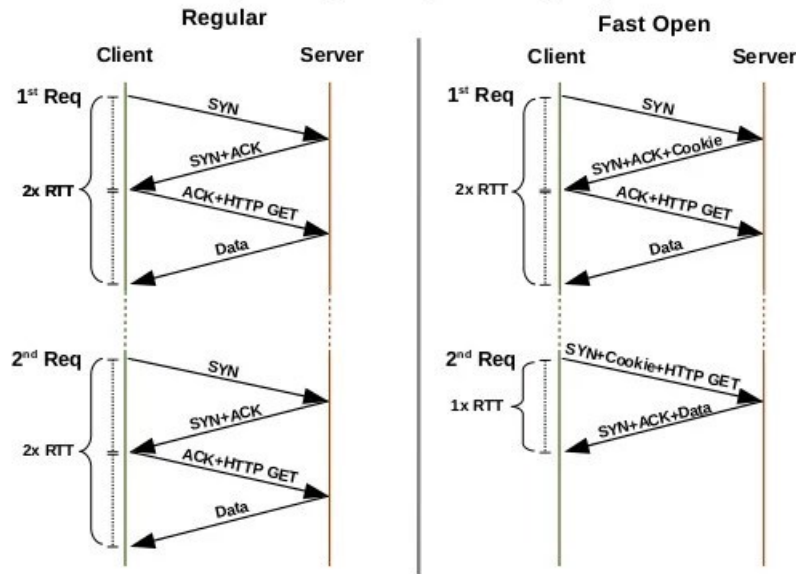 Regular
Client Server
1st Req
SYN
SYN+ACK
2x RTT
ACK+HTTP GET
Data
2nd Req
SYN
SYN+ACK
2x RTT
ACK+HTTP GET
Data
Fast Open
Client Server
1st Req
SYN
SYN+ACK+Cookie
2x RTT
ACK+HTTP GET
Data
2nd Req
SYN+Cookie+HTTP GET
1x RTT
SYN+ACK+Data